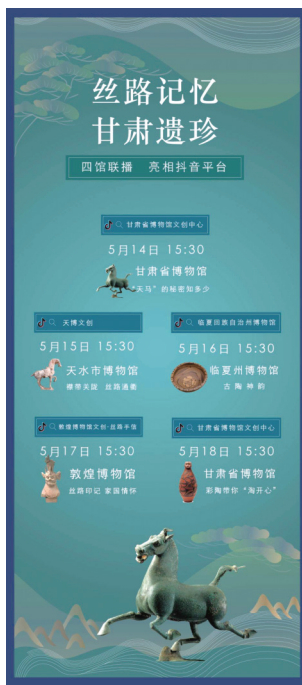 丝路记忆
甘肃遗珍
四馆联播 亮相抖音平台
甘肃省博物馆文创中心
5月14日 15:30
甘肃省博物馆
“天马”的秘密知多少
天博文创
5月15日 15:30
天水市博物馆
襟带关陇 丝路通衢
临夏回族自治州博物馆
5月16日 15:30
临夏州博物馆
古陶神韵
敦煌博物馆文创·丝路手信
5月17日 15:30
敦煌博物馆
丝路印记 家国情怀
甘肃省博物馆文创中心
5月18日 15:30
甘肃省博物馆
彩陶带你“淘开心”